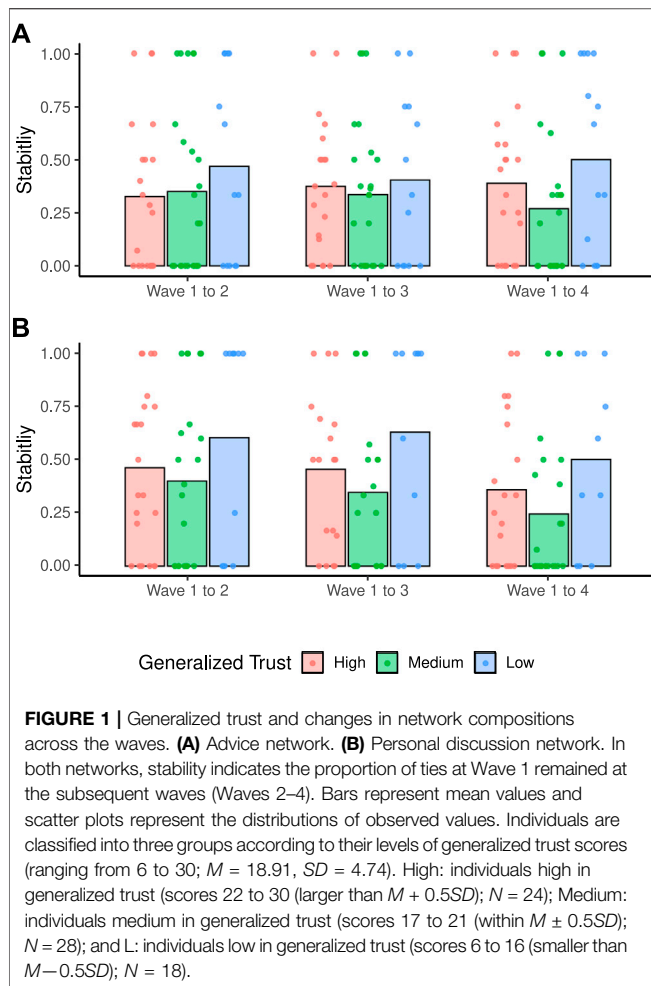 A
1.00
0.75
0.50
0.25
0.00
Stabitliy
Wave 1 to 2 Wave 1 to 3 Wave 1 to 4
B
1.00
0.75
0.50
0.25
0.00
Stabitliy
Wave 1 to 2 Wave 1 to 3 Wave 1 to 4
Generalized Trust High Medium Low
FIGURE 1 | Generalized trust and changes in network compositions
across the waves. (A) Advice network. (B) Personal discussion network. In
both networks, stability indicates the proportion of ties at Wave 1 remained at
the subsequent waves (Waves 2–4). Bars represent mean values and
scatter plots represent the distributions of observed values. Individuals are
classified into three groups according to their levels of generalized trust scores
(ranging from 6 to 30; M = 18.91, SD = 4.74). High: individuals high in
generalized trust (scores 22 to 30 (larger than M + 0.5SD); N = 24); Medium:
individuals medium in generalized trust (scores 17 to 21 (within M ± 0.5SD);
N = 28); and L: individuals low in generalized trust (scores 6 to 16 (smaller than
M—0.5SD); N = 18).